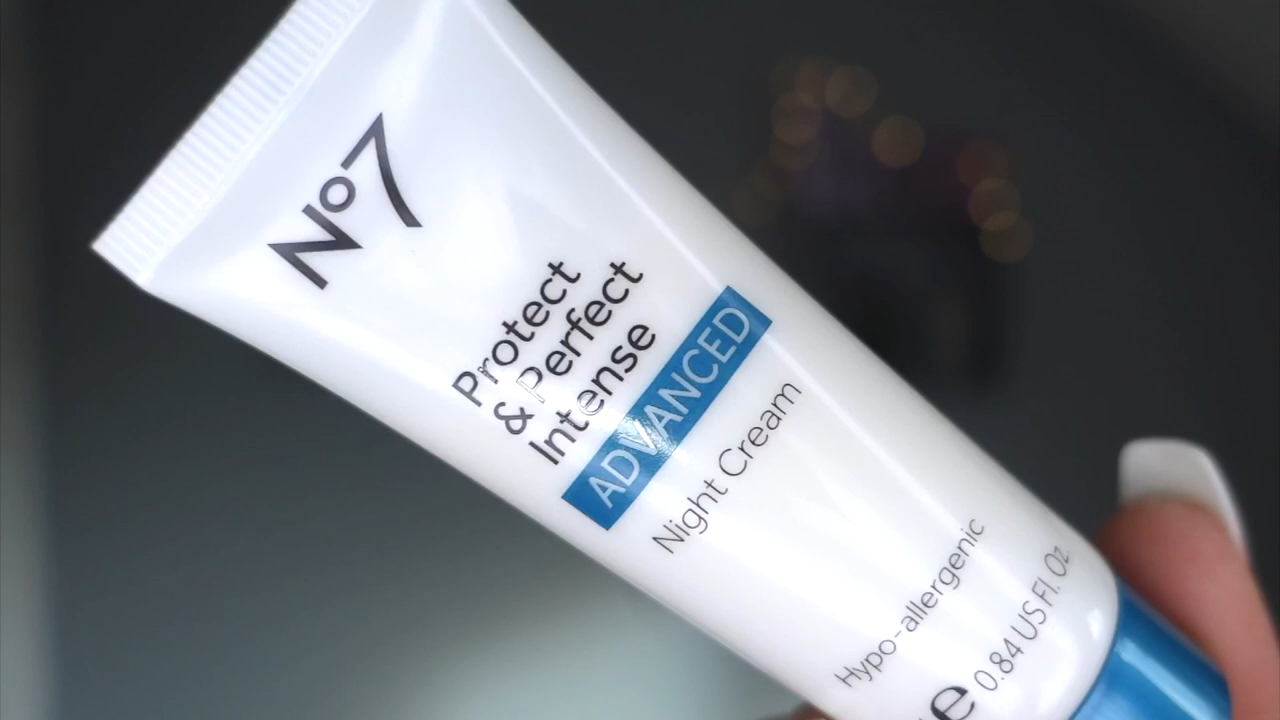 No7
Protect
& Perfect
Intense
ADVANCED
Night Cream
Hypo-allergenic
e 0.84 US Fl. Oz.